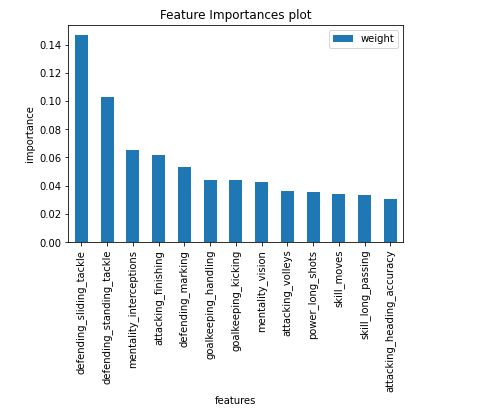 Feature Importances plot
weight
importance
0.14
0.12
0.10
0.08
0.06
0.04
0.02
0.00
defending_sliding_tackle
defending_standing_tackle
mentality_interceptions
attacking_finishing
defending_marking
goalkeeping_handling
goalkeeping_kicking
mentality_vision
attacking_volleys
power_long_shots
skill_moves
skill_long_passing
attacking_heading_accuracy
features